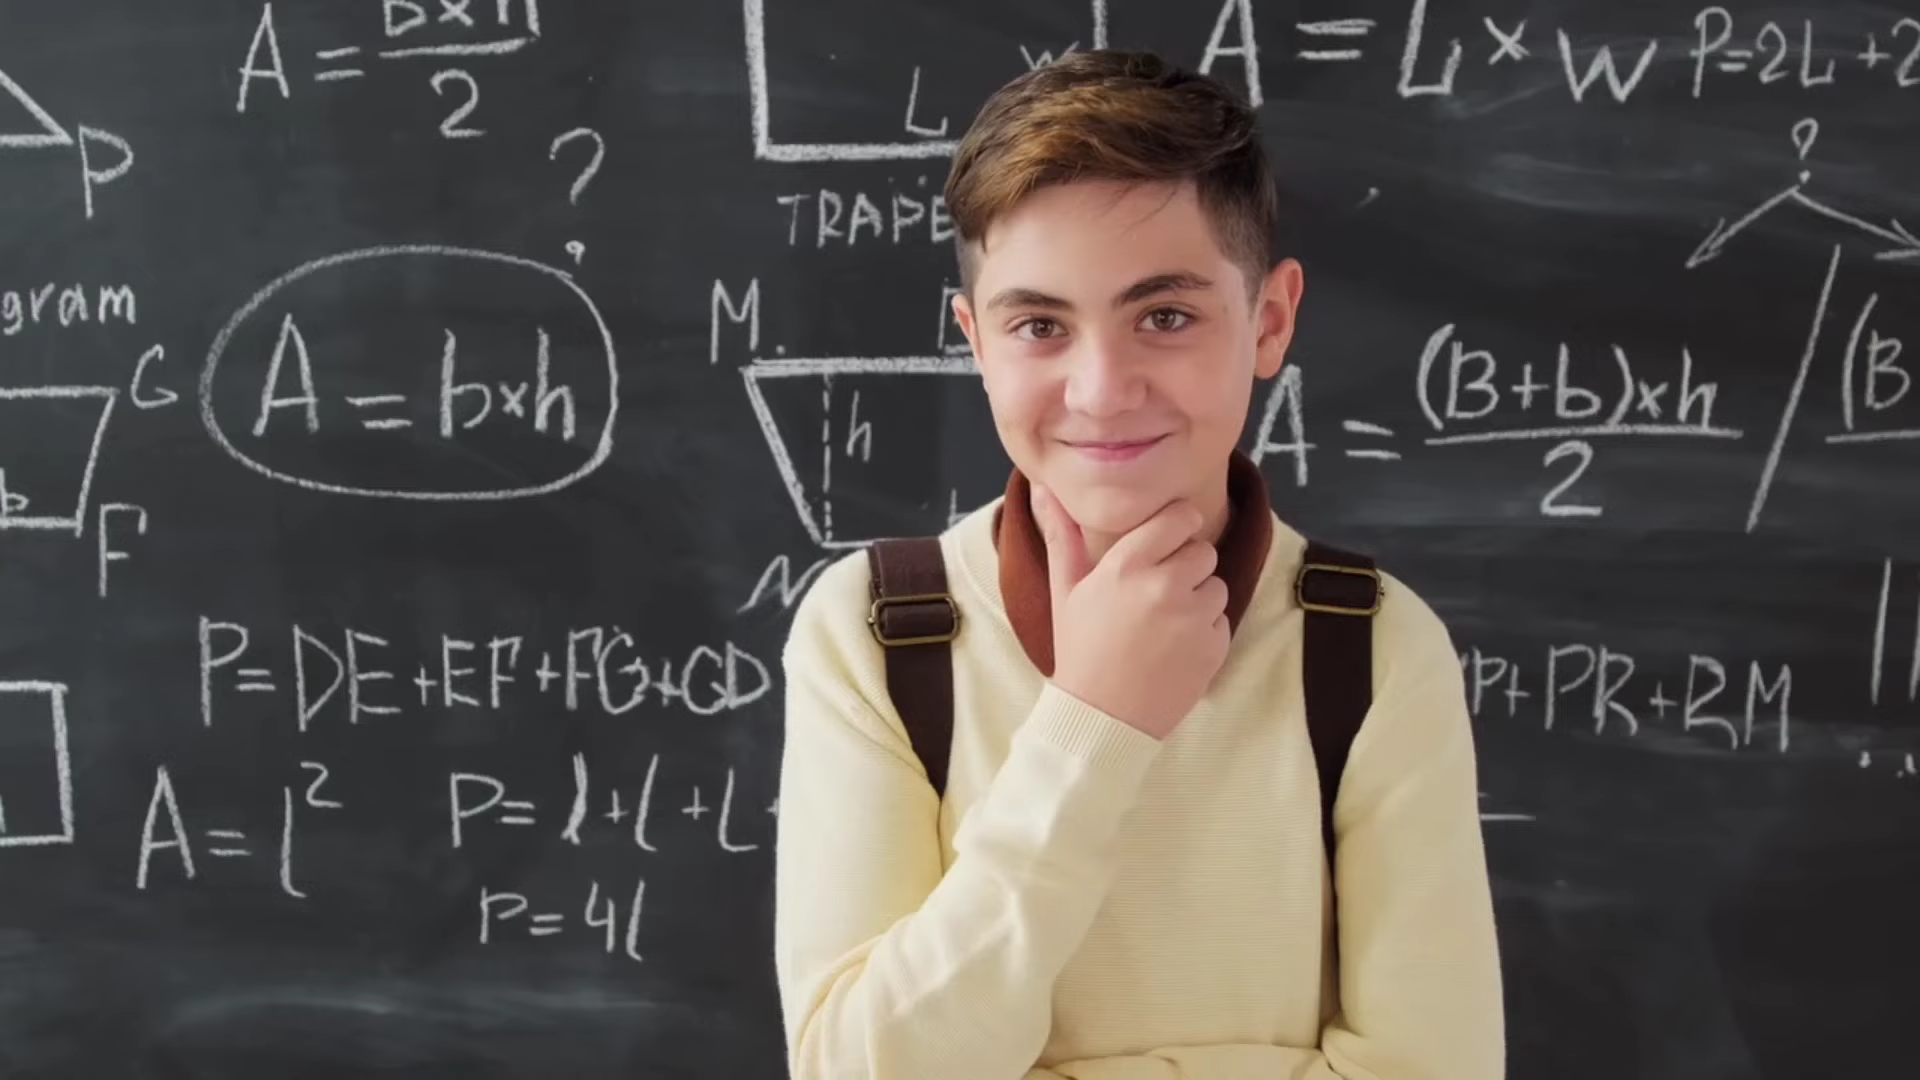 A = b×h
2
L
W
A = L × W P=2L+2
P
?
?
TRAPE
gram
M
G
A = b×h
h
A = (B+b)×h
2
(B
b
F
N
P=DE+EF+FG+GD
P+PR+RM
!!
A=l²
P=l+l+l
P=4l